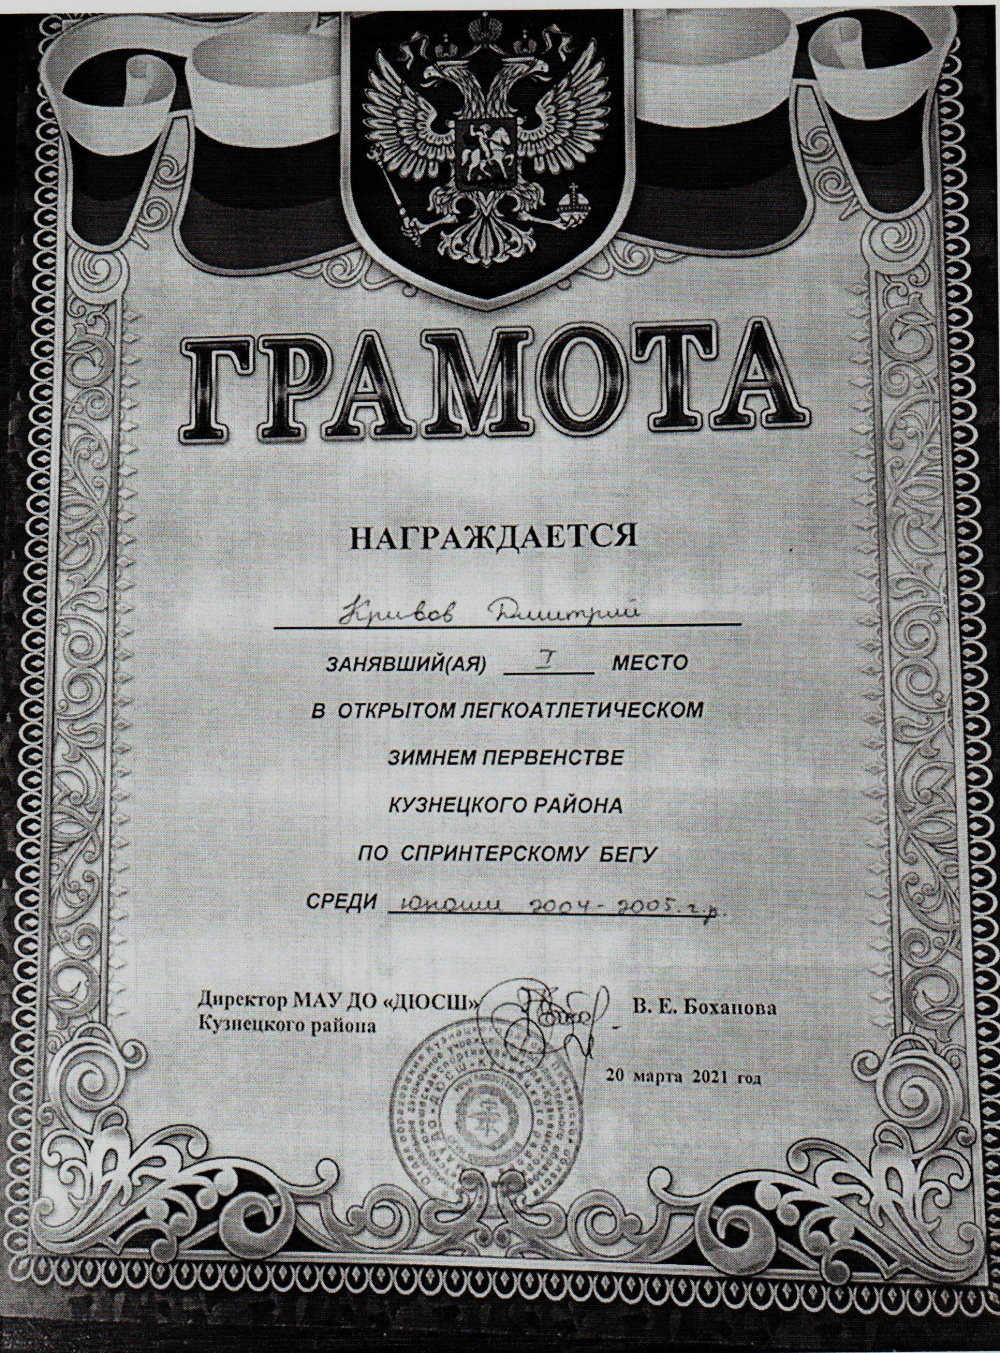 ГРАМОТА
НАГРАЖДАЕТСЯ
Кривов Дмитрий
ЗАНЯВШИЙ(АЯ) I МЕСТО
В ОТКРЫТОМ ЛЕГКОАТЛЕТИЧЕСКОМ
ЗИМНЕМ ПЕРВЕНСТВЕ
КУЗНЕЦКОГО РАЙОНА
ПО СПРИНТЕРСКОМУ БЕГУ
СРЕДИ юноши 2004-2005.г.р.
Директор МАУ ДО «ДЮСШ» В. Е. Боханова
Кузнецкого района
20 марта 2021 год